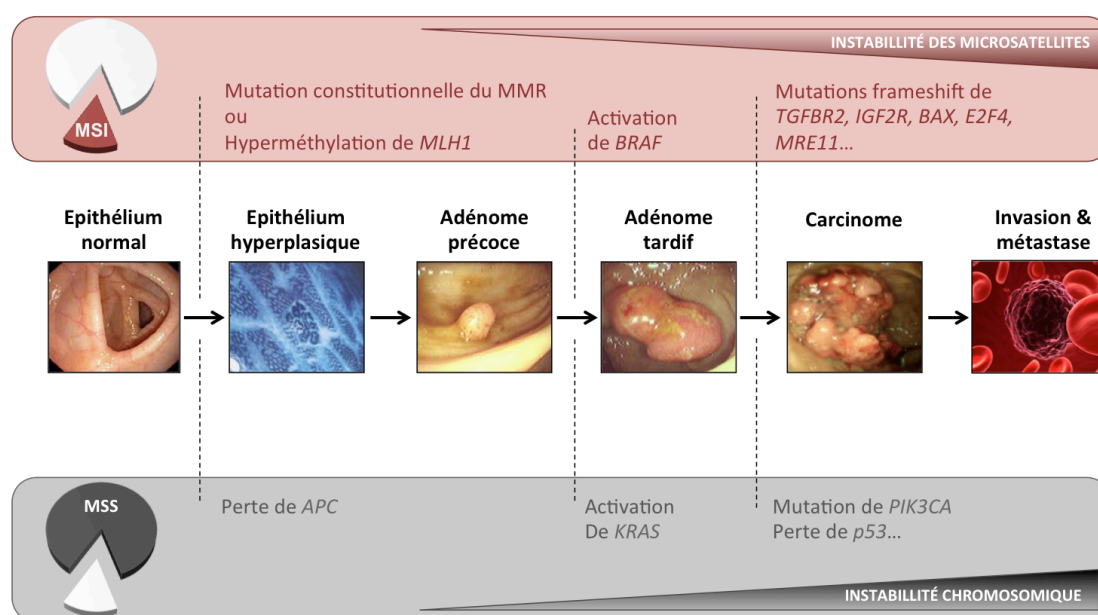 INSTABILLITÉ DES MICROSATELLITES
MSI
Mutation constitutionnelle du MMR
ou
Hyperméthylation de MLH1
Activation
de BRAF
Mutations frameshift de
TGFBR2, IGF2R, BAX, E2F4,
MRE11...
Epithélium
normal
Epithélium
hyperplasique
Adénome
précoce
Adénome
tardif
Carcinome
Invasion &
métastase
MSS
Perte de APC
Activation
De KRAS
Mutation de PIK3CA
Perte de p53...
INSTABILLITÉ CHROMOSOMIQUE